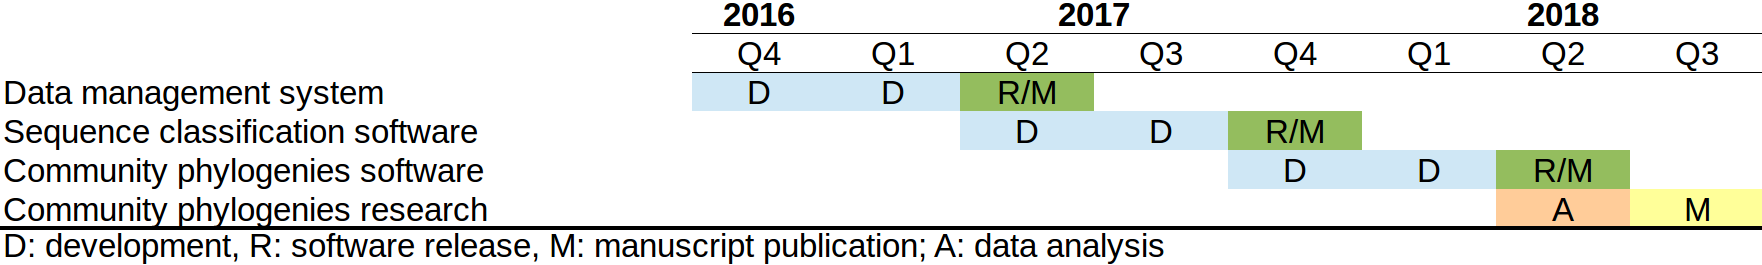 2016 2017 2018
Q4 Q1 Q2 Q3 Q4 Q1 Q2 Q3
Data management system D D R/M
Sequence classification software D D R/M
Community phylogenies software D D R/M
Community phylogenies research A M
D: development, R: software release, M: manuscript publication; A: data analysis